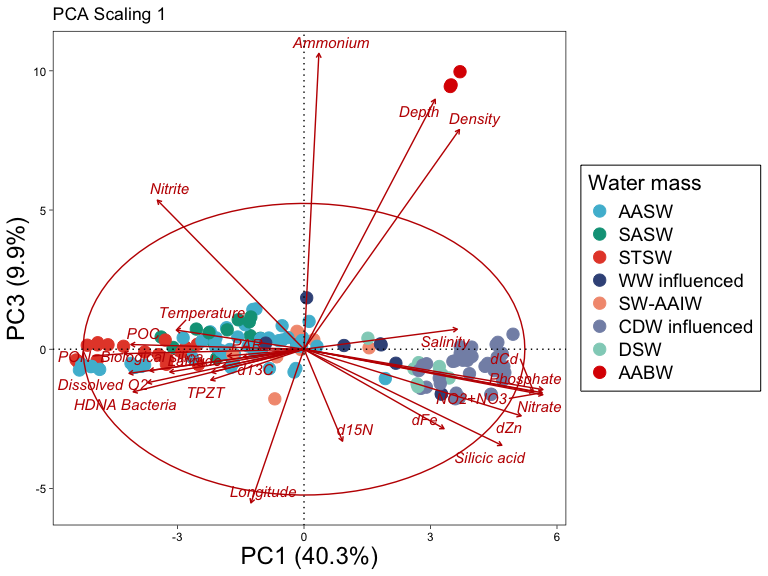 PCA Scaling 1
Ammonium
10
Depth
Density
Nitrite
5
Temperature
POC
PAR
Salinity
0
PON
Biological
d13C
dCd
Dissolved O2
TPZT
Phosphate
HDNA Bacteria
NO2+NO3
Nitrate
d15N
dFe
dZn
Silicic acid
Longitude
-5
-3
0
3
6
PC1 (40.3%)
PC3 (9.9%)
Water mass
AASW
SASW
STSW
WW influenced
SW-AAIW
CDW influenced
DSW
AABW